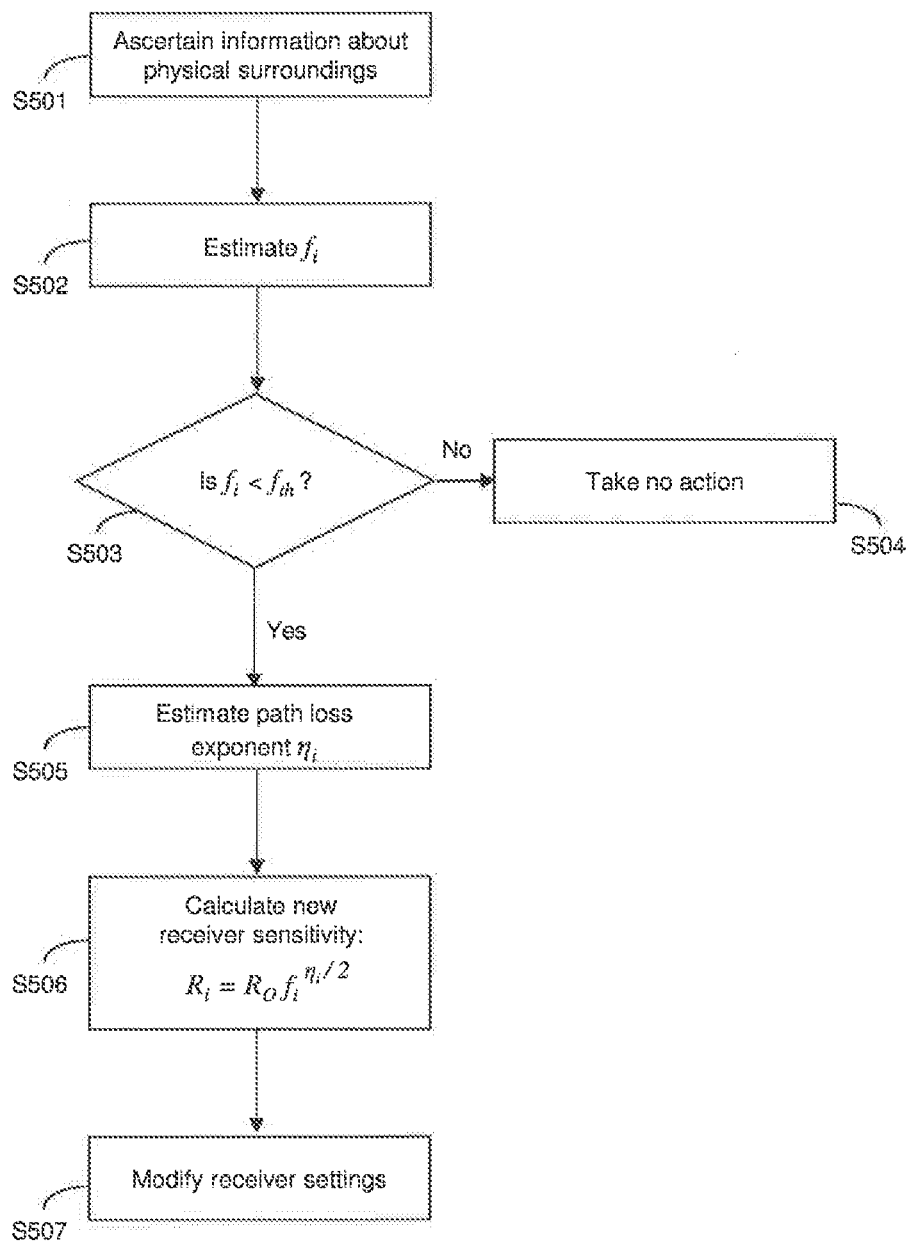 Ascertain information about
physical surroundings
S501
Estimate f_i
S502
Is f_i < f_th ?
No
Take no action
S503
S504
Yes
Estimate path loss
exponent η_i
S505
Calculate new
receiver sensitivity:
R_i = R_O f_i^{η_i/2}
S506
Modify receiver settings
S507